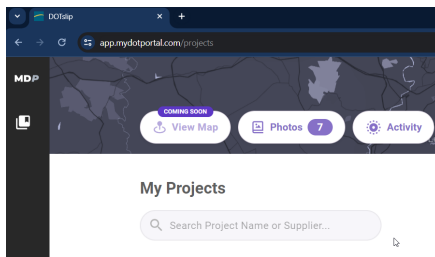 DOTslip
app.mydotportal.com/projects
MDP
COMING SOON
View Map
Photos 7
Activity
My Projects
Search Project Name or Supplier...